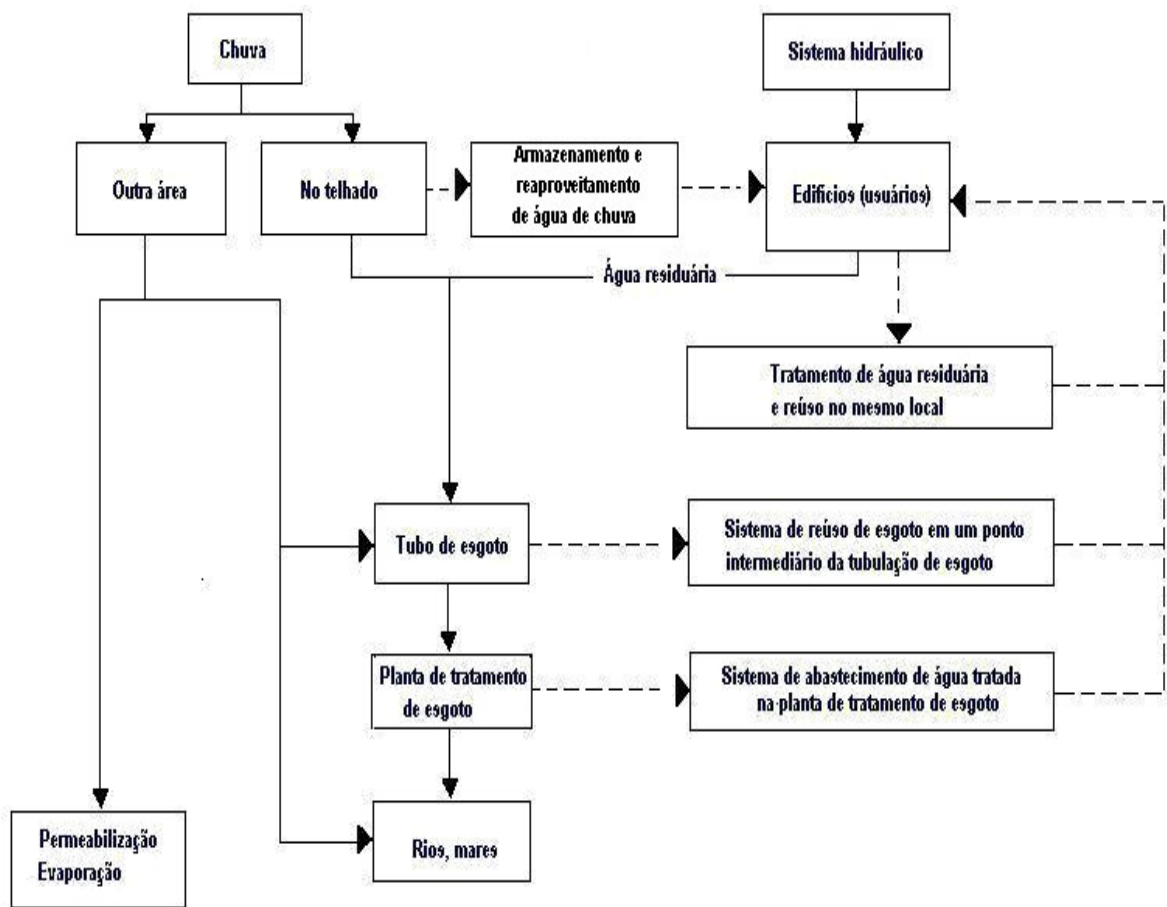 Chuva
Sistema hidráulico
Outra área
No telhado
Armazenamento e
reaproveitamento
de água de chuva
Edifícios (usuários)
Água residuária
Tratamento de água residuária
e reúso no mesmo local
Tubo de esgoto
Sistema de reúso de esgoto em um ponto
intermediário da tubulação de esgoto
Planta de tratamento
de esgoto
Sistema de abastecimento de água tratada
na planta de tratamento de esgoto
Permeabilização
Evaporação
Rios, mares